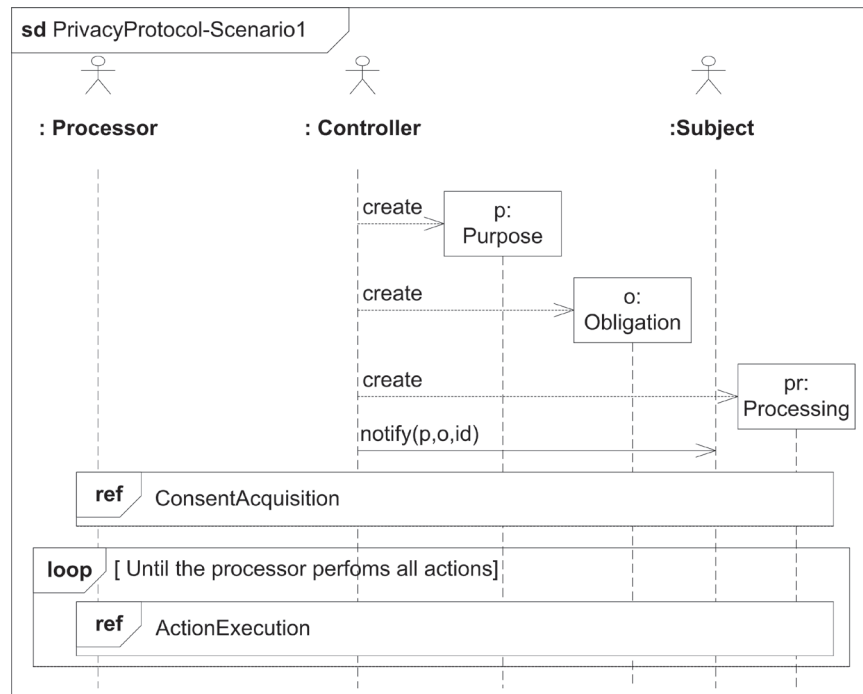 sd PrivacyProtocol-Scenario1
: Processor
: Controller
:Subject
create
p:
Purpose
create
o:
Obligation
create
pr:
Processing
notify(p,o,id)
ref
ConsentAcquisition
loop
[ Until the processor perfoms all actions]
ref
ActionExecution